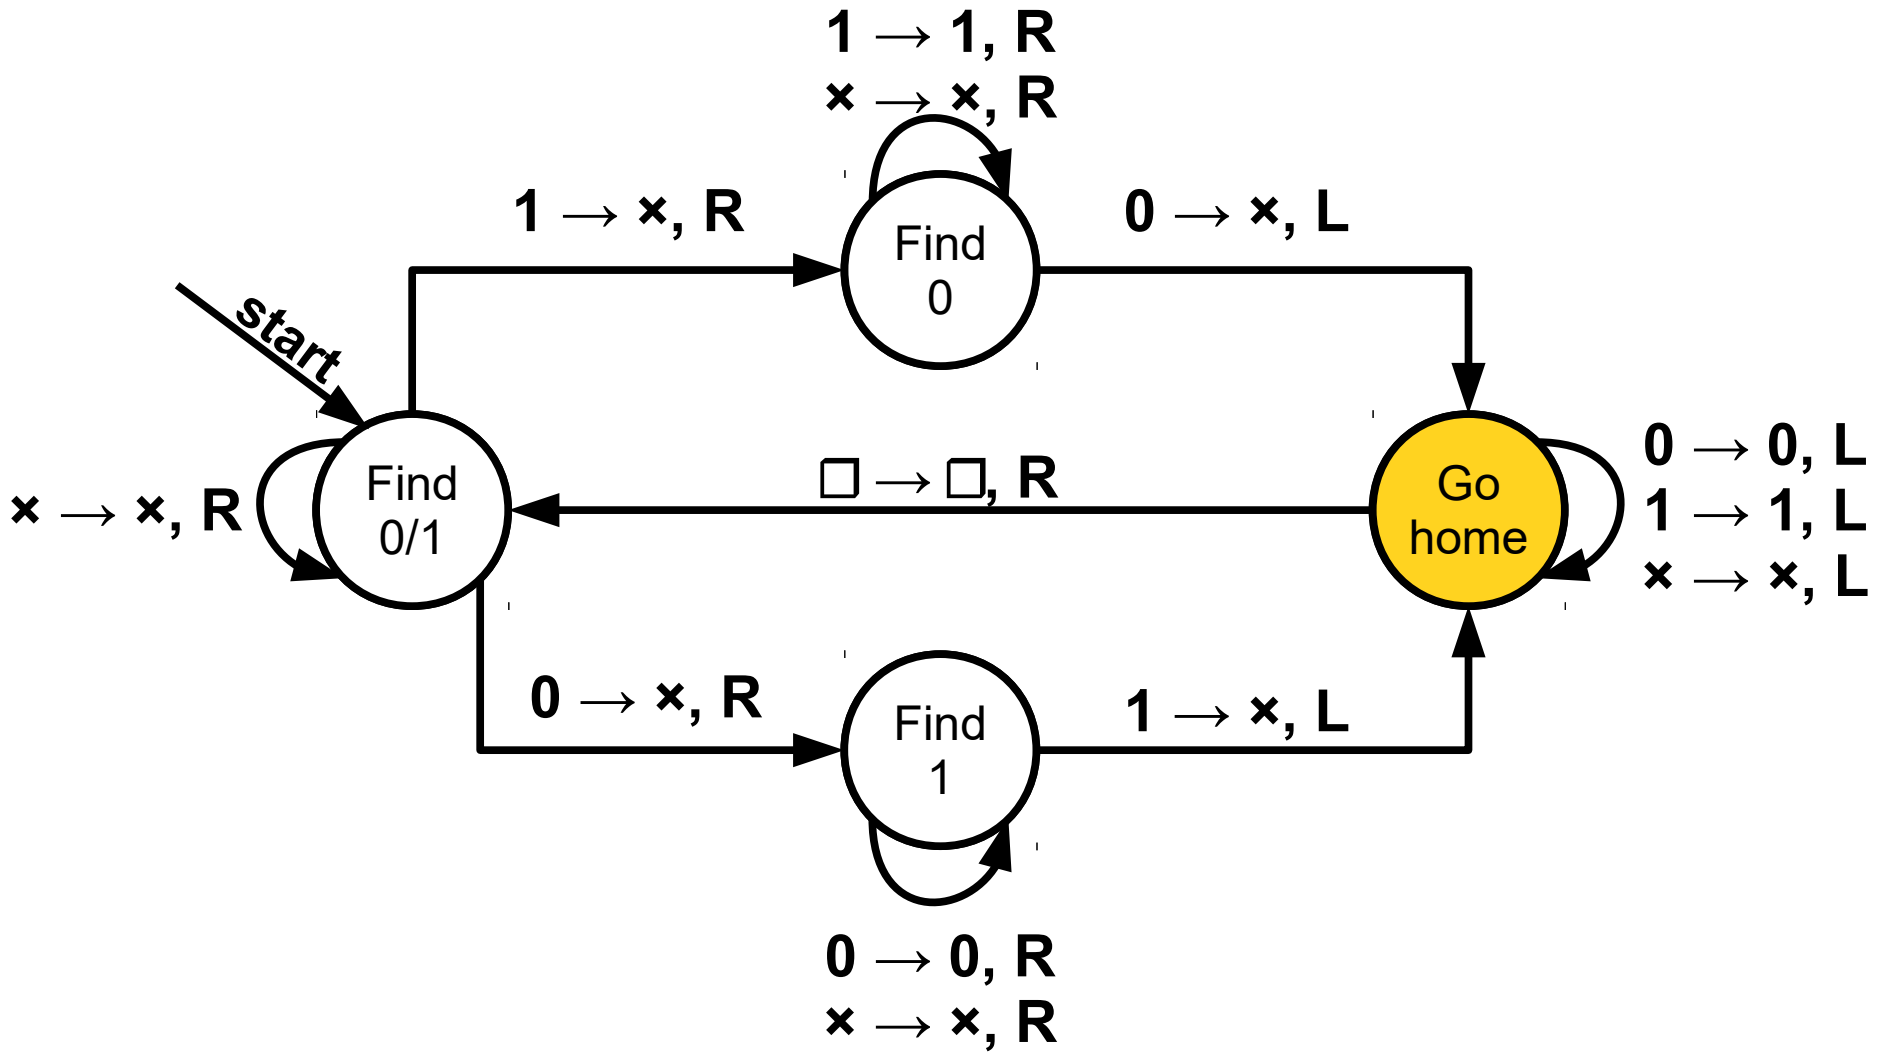 1 → 1, R
× → ×, R
1 → ×, R
Find
0
0 → ×, L
start
× → ×, R
Find
0/1
□ → □, R
Go
home
0 → 0, L
1 → 1, L
× → ×, L
0 → ×, R
Find
1
1 → ×, L
0 → 0, R
× → ×, R